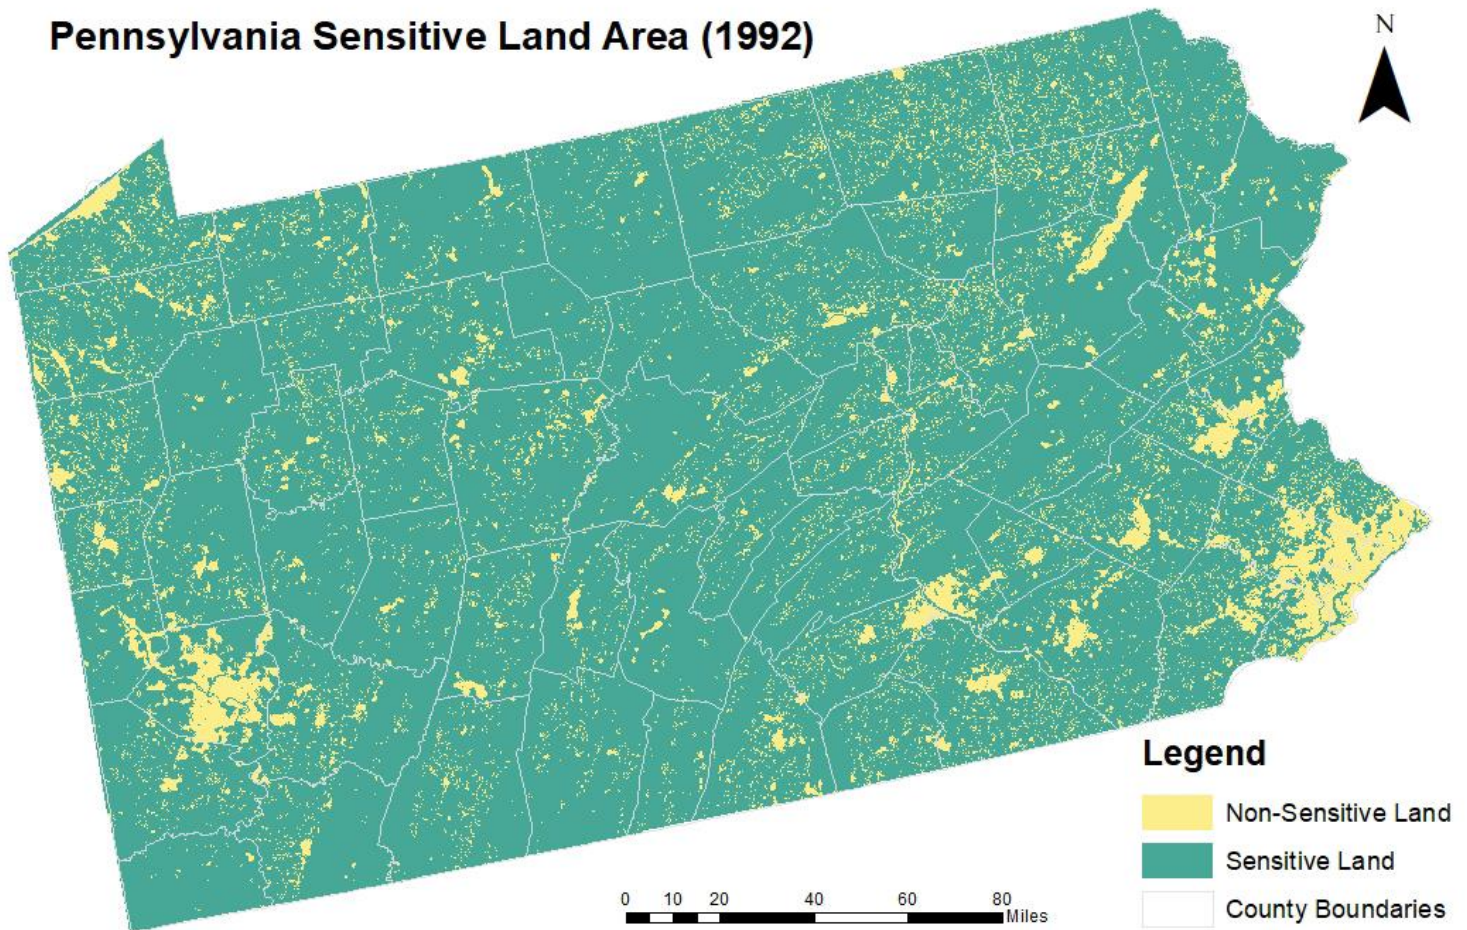 Pennsylvania Sensitive Land Area (1992)
N
Legend
Non-Sensitive Land
Sensitive Land
County Boundaries
0 10 20 40 60 80
Miles